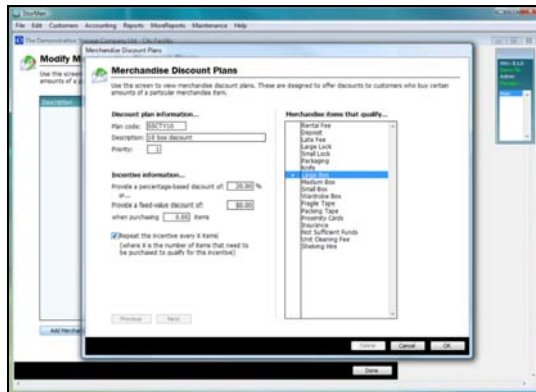 StorMan
File Edit Customers Accounting Reports MoreReports Maintenance Help
The Demonstration Storage Company Ltd - City Facility
Modify M
Use the screen
amounts of a p
Description
Add Merchan
Done
Merchandise Discount Plans
Merchandise Discount Plans
Use the screen to view merchandise discount plans. These are designed to offer discounts to customers who buy certain
amounts of a particular merchandise item.
Discount plan information...
Plan code:
Description: 10 box discount
Priority: 1
Incentive information...
Provide a percentage-based discount of: 20.00 %
or...
Provide a fixed-value discount of: $0.00
when purchasing 5.00 items
Repeat the incentive every X items
(where X is the number of items that need to
be purchased to qualify for this incentive)
Previous Next
Merchandise items that qualify...
Rental Fee
Deposit
Late Fee
Large Lock
Small Lock
Packaging
Knife
Large Box
Medium Box
Small Box
Wardrobe Box
Fragile Tape
Packing Tape
Proximity Cards
Insurance
Not Sufficient Funds
Unit Cleaning Fee
Shelving Hire
Delete Cancel OK